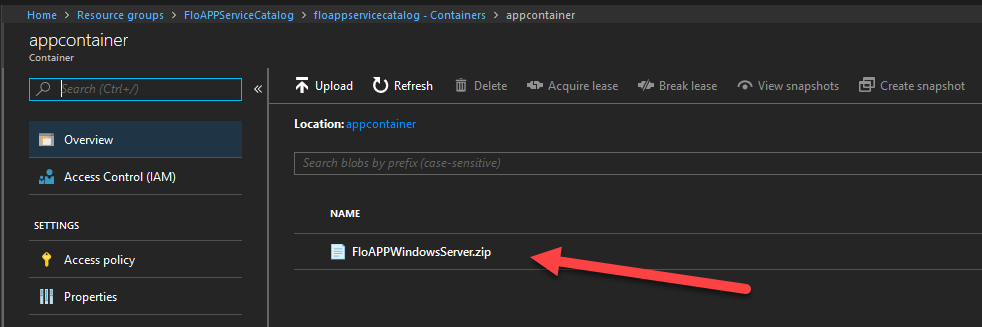 Home > Resource groups > FloAPPServiceCatalog > floappservicecatalog - Containers > appcontainer
appcontainer
Container
Search (Ctrl+/)
«
Upload Refresh Delete Acquire lease Break lease View snapshots Create snapshot
Location: appcontainer
Overview
Search blobs by prefix (case-sensitive)
Access Control (IAM)
NAME
SETTINGS
FloAPPWindowsServer.zip
Access policy
Properties